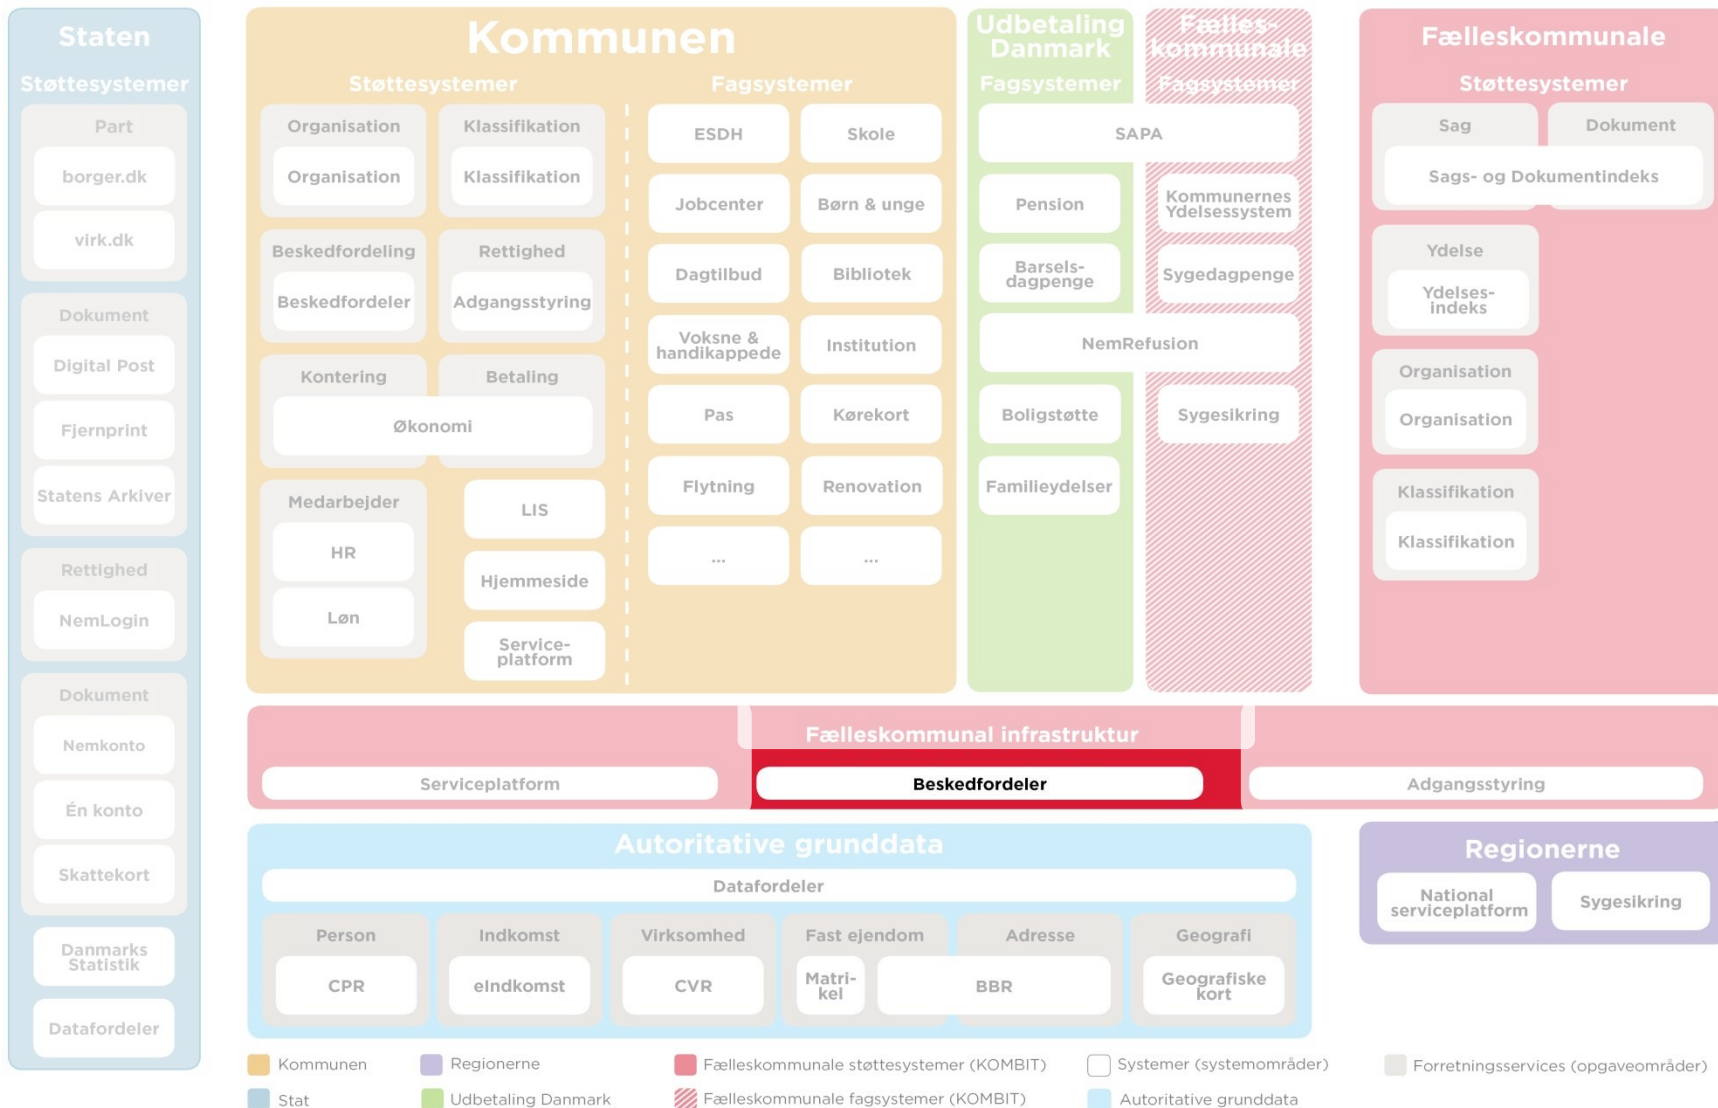 Staten
Støttesystemer
Part
borger.dk
virk.dk
Dokument
Digital Post
Fjernprint
Statens Arkiver
Rettighed
NemLogin
Dokument
Nemkonto
Én konto
Skattekort
Danmarks
Statistik
Datafordeler
Kommunen
Støttesystemer
Organisation
Organisation
Klassifikation
Klassifikation
Beskedfordeling
Beskedfordeler
Rettighed
Adgangsstyring
Kontering
Betaling
Økonomi
Medarbejder
HR
Løn
LIS
Hjemmeside
Service-
platform
Fagsystemer
ESDH
Skole
Jobcenter
Børn & unge
Dagtilbud
Bibliotek
Voksne &
handikappede
Institution
Pas
Kørekort
Flytning
Renovation
...
...
Udbetaling
Danmark
Fagsystemer
Fælles-
kommunale
Fagsystemer
SAPA
Pension
Kommunernes
Ydelsessystem
Barsels-
dagpenge
Sygedagpenge
NemRefusion
Boligstøtte
Sygesikring
Familieydelser
Fælleskommunale
Støttesystemer
Sag
Dokument
Sags- og Dokumentindeks
Ydelse
Ydelses-
indeks
Organisation
Organisation
Klassifikation
Klassifikation
Fælleskommunal infrastruktur
Serviceplatform
Beskedfordeler
Adgangsstyring
Autoritative grunddata
Datafordeler
Person
CPR
Indkomst
eIndkomst
Virksomhed
CVR
Fast ejendom
Matri-
kel
Adresse
BBR
Geografi
Geografiske
kort
Regionerne
National
serviceplatform
Sygesikring
Kommunen
Regionerne
Fælleskommunale støttesystemer (KOMBIT)
Systemer (systemområder)
Forretningsservices (opgaveområder)
Stat
Udbetaling Danmark
Fælleskommunale fagsystemer (KOMBIT)
Autoritative grunddata